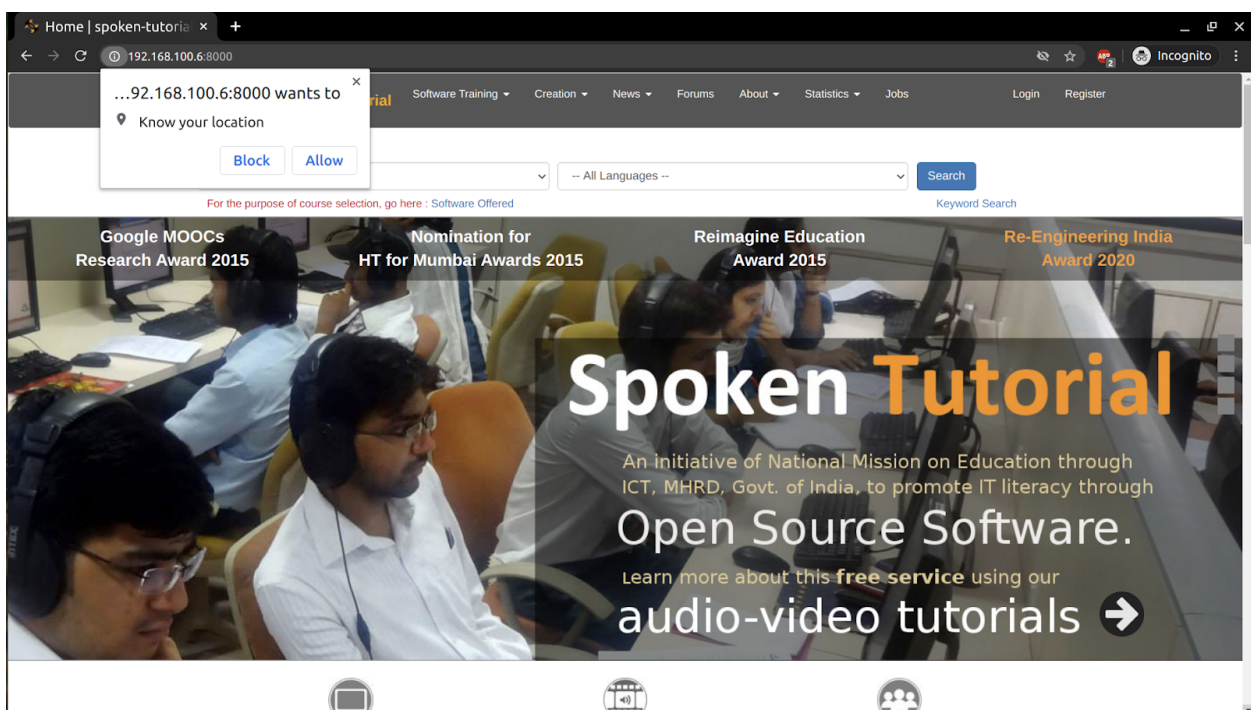 Home | spoken-tutorial
192.168.100.6:8000
ABP
2
Incognito
...92.168.100.6:8000 wants to
Know your location
Block
Allow
rial
Software Training
Creation
News
Forums
About
Statistics
Jobs
Login
Register
-- All Languages --
Search
For the purpose of course selection, go here : Software Offered
Keyword Search
Google MOOCs
Research Award 2015
Nomination for
HT for Mumbai Awards 2015
Reimagine Education
Award 2015
Re-Engineering India
Award 2020
Spoken Tutorial
An initiative of National Mission on Education through
ICT, MHRD, Govt. of India, to promote IT literacy through
Open Source Software.
Learn more about this free service using our
audio-video tutorials